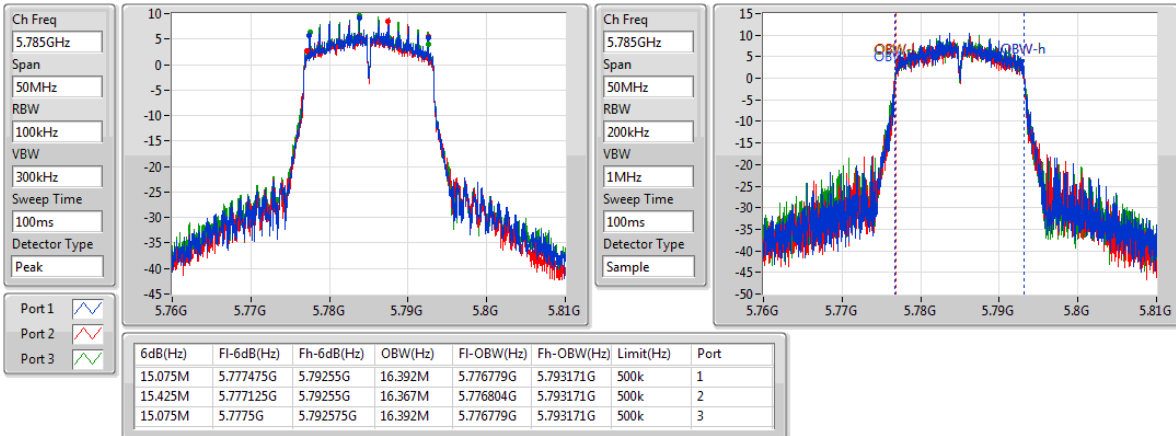 Ch Freq
5.785GHz
Span
50MHz
RBW
100kHz
VBW
300kHz
Sweep Time
100ms
Detector Type
Peak
10
5
0
-5
-10
-15
-20
-25
-30
-35
-40
-45
5.76G 5.77G 5.78G 5.79G 5.8G 5.81G
Ch Freq
5.785GHz
Span
50MHz
RBW
200kHz
VBW
1MHz
Sweep Time
100ms
Detector Type
Sample
15
10
5
0
-5
-10
-15
-20
-25
-30
-35
-40
-45
-50
OBW-h
5.76G 5.77G 5.78G 5.79G 5.8G 5.81G
Port 1
Port 2
Port 3
6dB(Hz) Fl-6dB(Hz) Fh-6dB(Hz) OBW(Hz) Fl-OBW(Hz) Fh-OBW(Hz) Limit(Hz) Port
15.075M 5.777475G 5.79255G 16.392M 5.776779G 5.793171G 500k 1
15.425M 5.777125G 5.79255G 16.367M 5.776804G 5.793171G 500k 2
15.075M 5.7775G 5.792575G 16.392M 5.776779G 5.793171G 500k 3